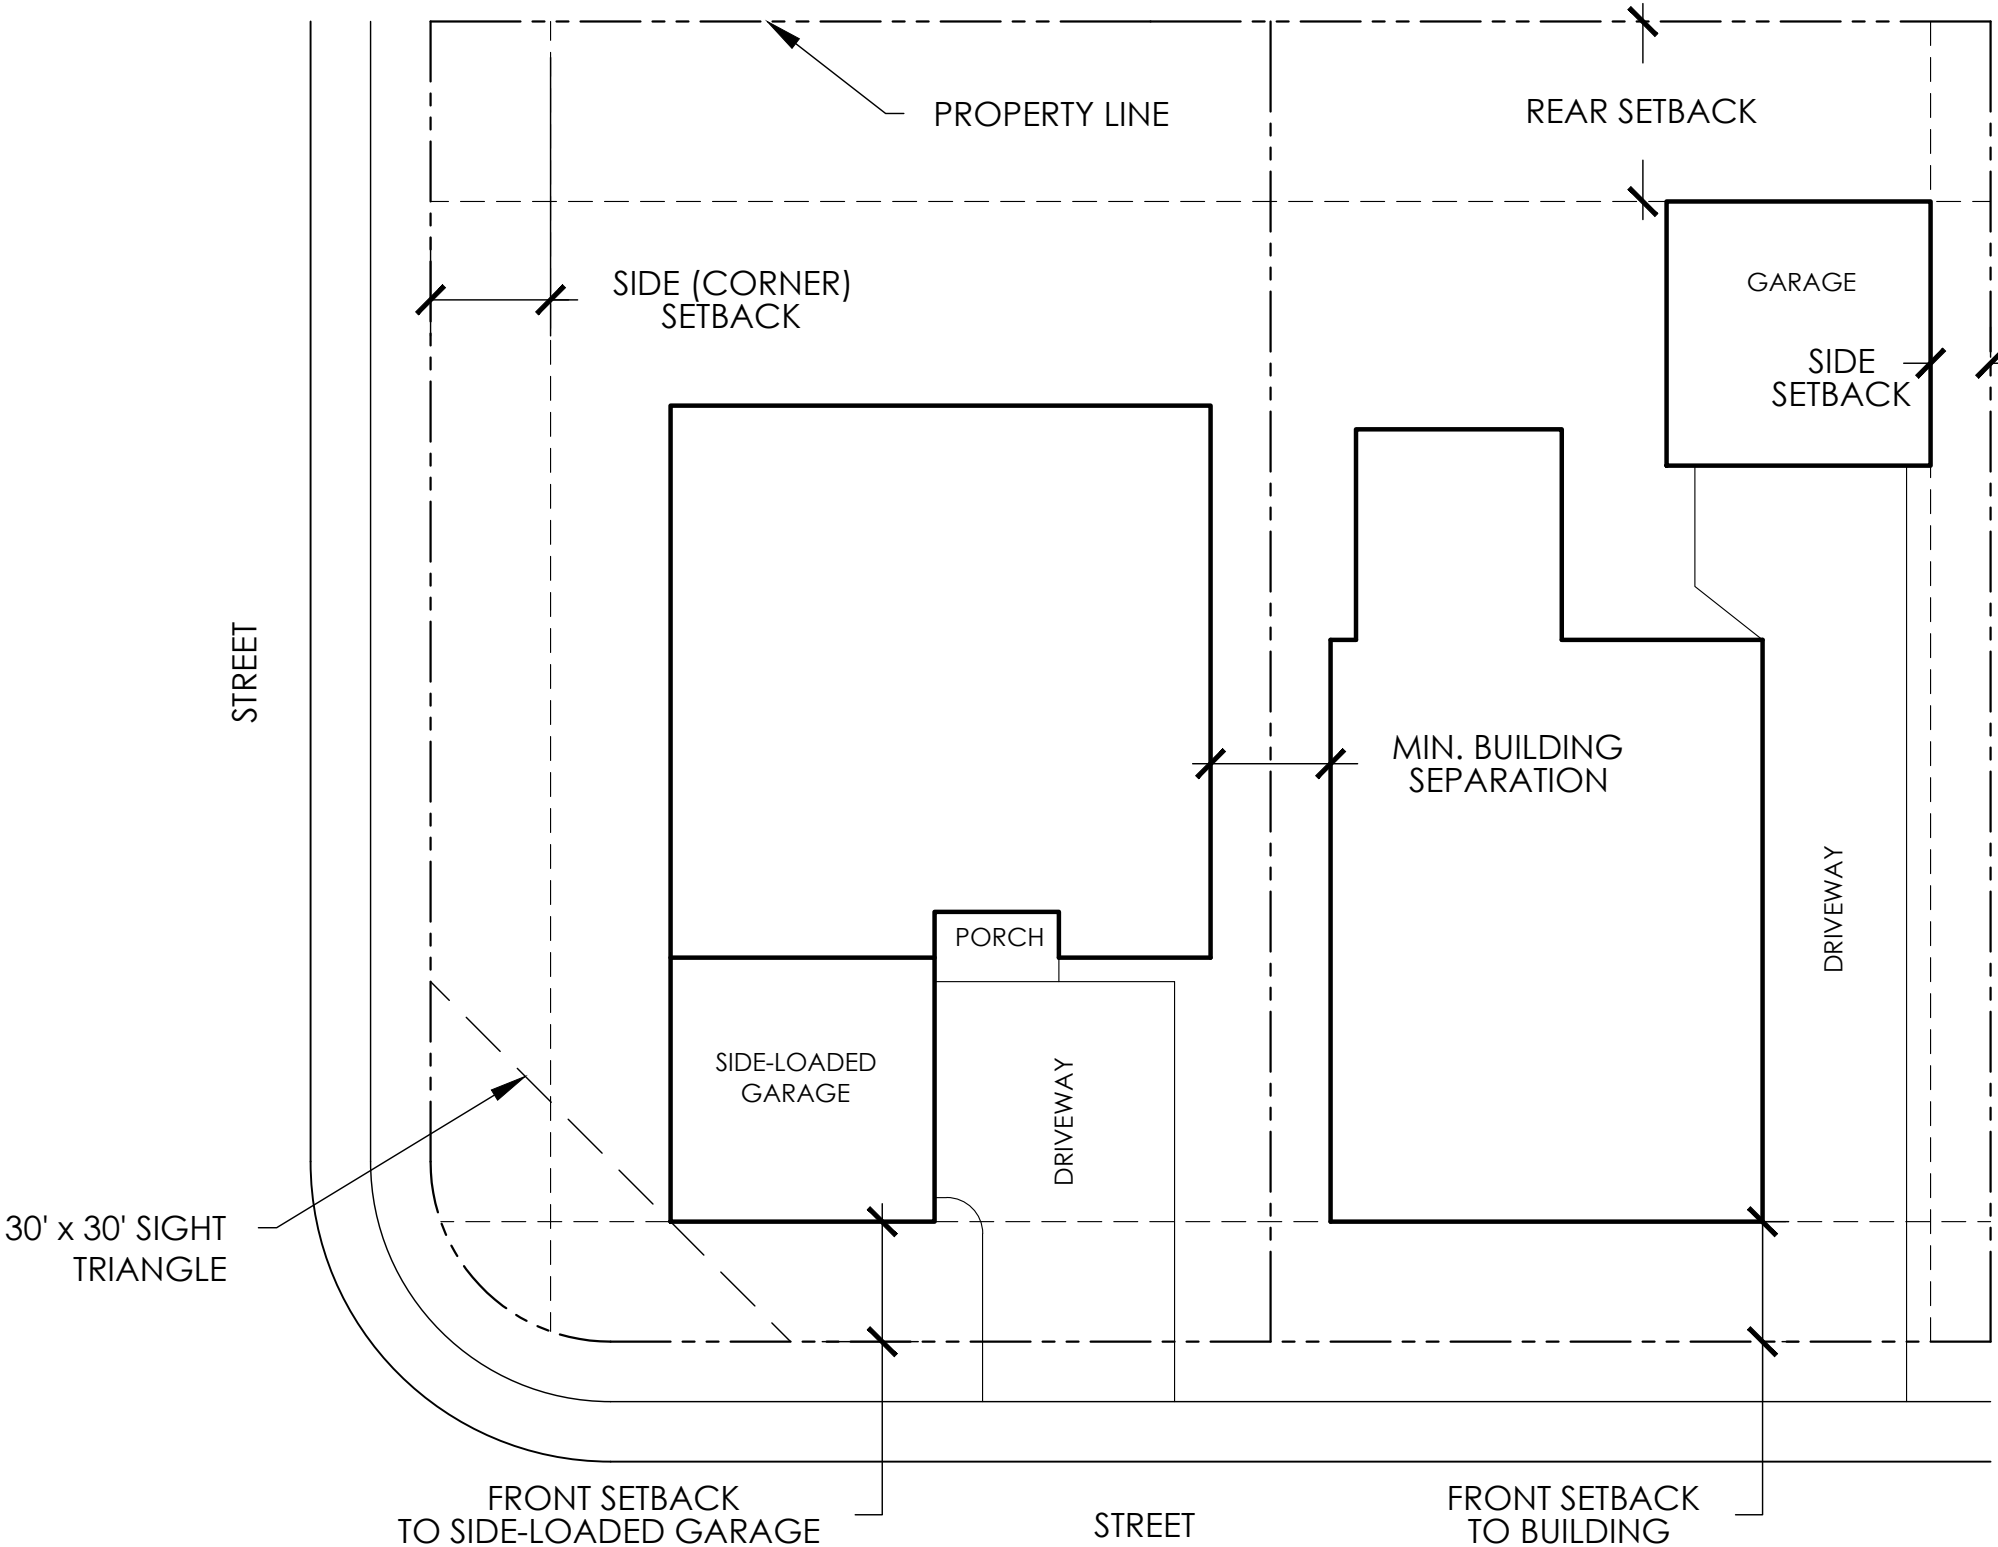 PROPERTY LINE
REAR SETBACK
SIDE (CORNER)
SETBACK
GARAGE
SIDE
SETBACK
STREET
MIN. BUILDING
SEPARATION
DRIVEWAY
PORCH
SIDE-LOADED
GARAGE
DRIVEWAY
30' x 30' SIGHT
TRIANGLE
FRONT SETBACK
TO SIDE-LOADED GARAGE
STREET
FRONT SETBACK
TO BUILDING